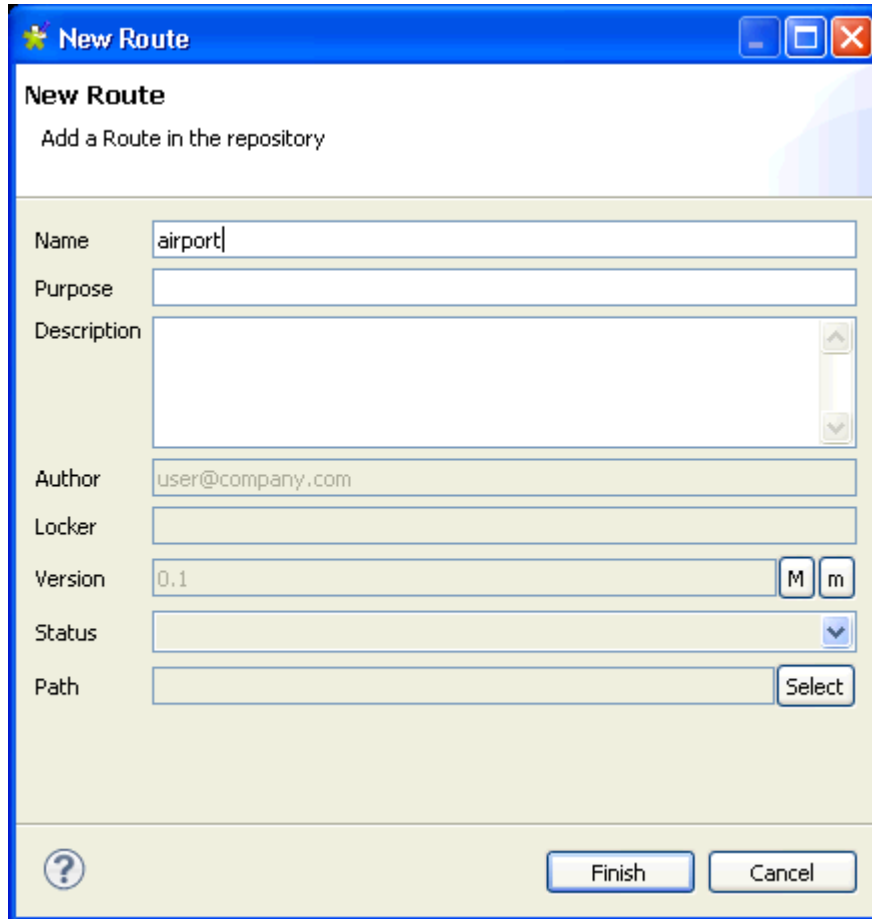 New Route
New Route
Add a Route in the repository
Name airport
Purpose
Description
Author user@company.com
Locker
Version 0.1 M m
Status
Path Select
? Finish Cancel